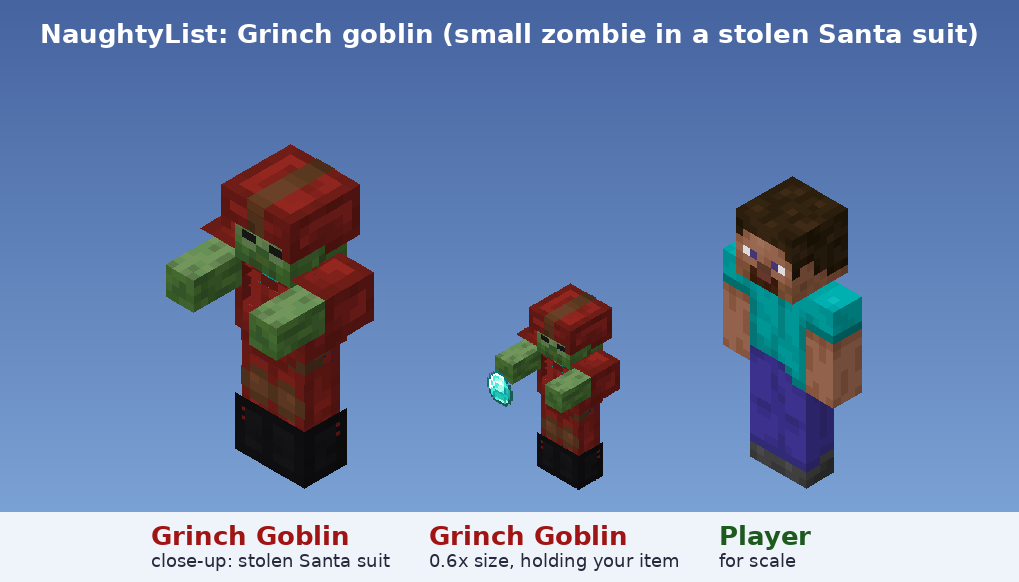 NaughtyList: Grinch goblin (small zombie in a stolen Santa suit)
Grinch Goblin
close-up: stolen Santa suit
Grinch Goblin
0.6x size, holding your item
Player
for scale